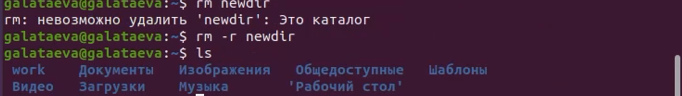 galataeva@galataeva:~$ rm newdir
rm: невозможно удалить 'newdir': Это каталог
galataeva@galataeva:~$ rm -r newdir
galataeva@galataeva:~$ ls
work Документы Изображения Общедоступные Шаблоны
Видео Загрузки Музыка 'Рабочий стол'